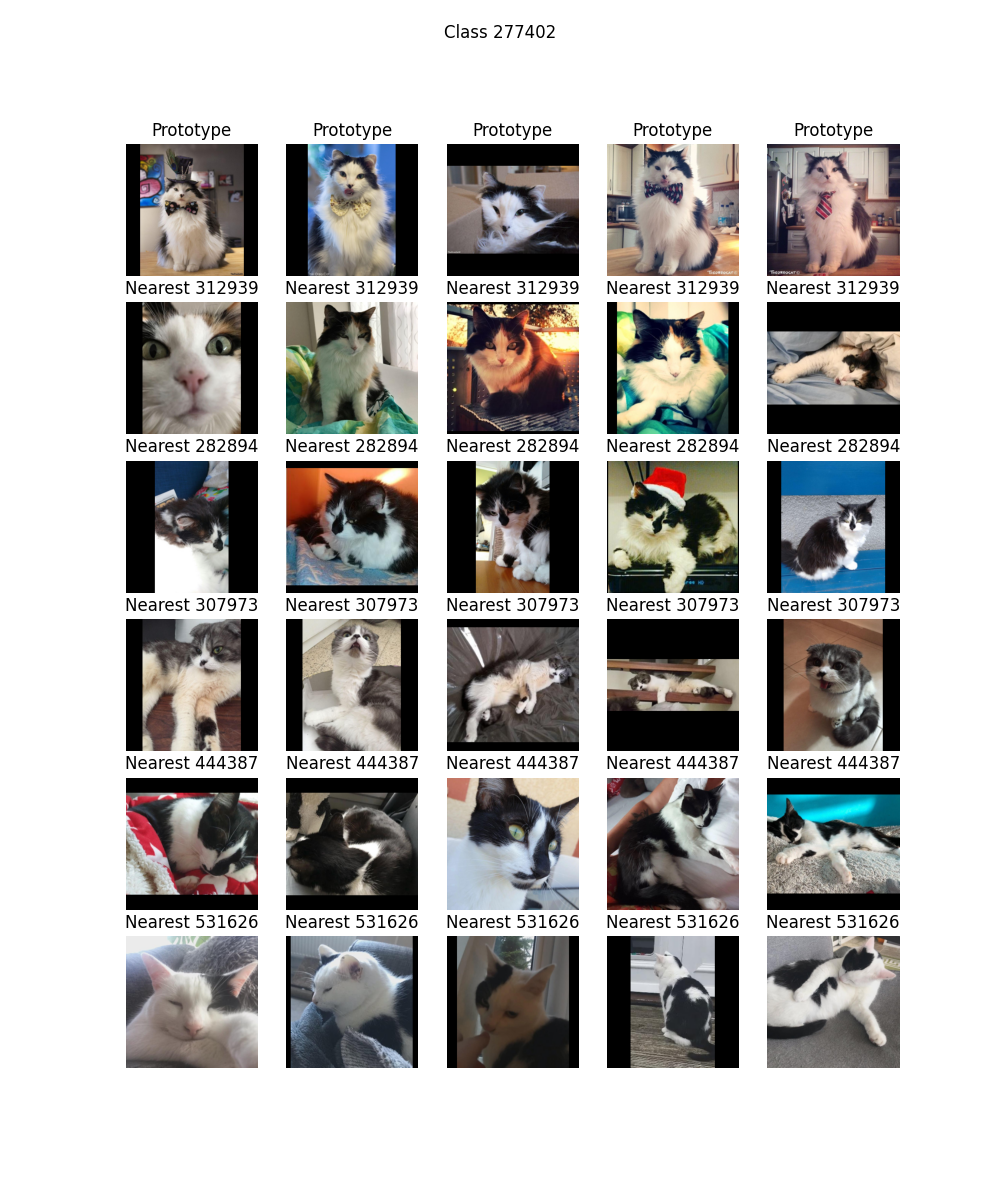 Class 277402
Prototype Prototype Prototype Prototype Prototype
Nearest 312939 Nearest 312939 Nearest 312939 Nearest 312939 Nearest 312939
Nearest 282894 Nearest 282894 Nearest 282894 Nearest 282894 Nearest 282894
Nearest 307973 Nearest 307973 Nearest 307973 Nearest 307973 Nearest 307973
Nearest 444387 Nearest 444387 Nearest 444387 Nearest 444387 Nearest 444387
Nearest 531626 Nearest 531626 Nearest 531626 Nearest 531626 Nearest 531626